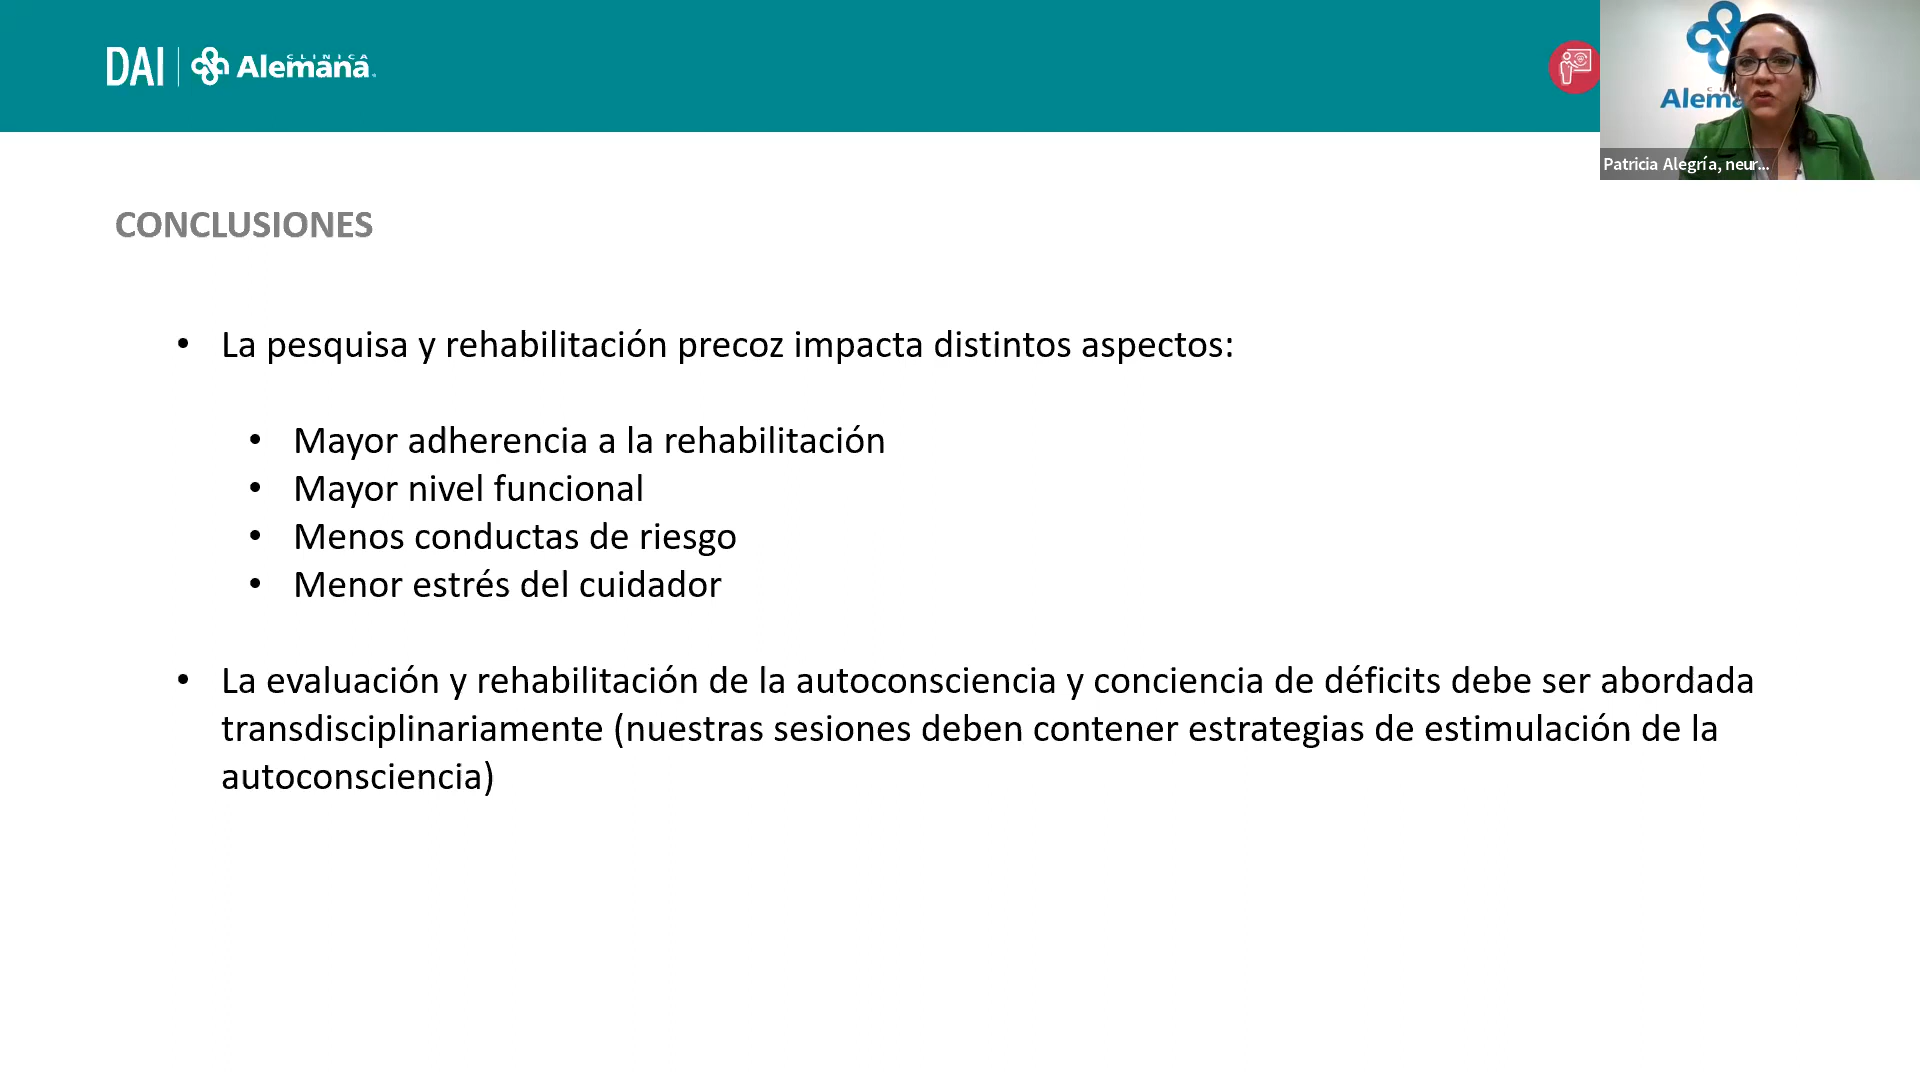 DAI
CLINICA
Alemana
Alema
Patricia Alegría, neur...
CONCLUSIONES
• La pesquisa y rehabilitación precoz impacta distintos aspectos:
• Mayor adherencia a la rehabilitación
• Mayor nivel funcional
• Menos conductas de riesgo
• Menor estrés del cuidador
• La evaluación y rehabilitación de la autoconsciencia y conciencia de déficits debe ser abordada
transdisciplinariamente (nuestras sesiones deben contener estrategias de estimulación de la
autoconsciencia)